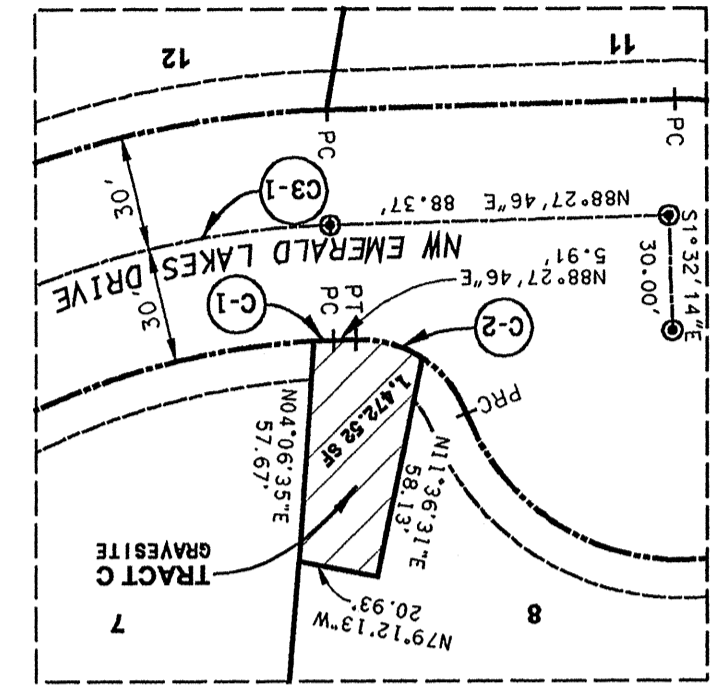 8
7
N79°12'13"W
20.93'
TRACT C
GRAVESITE
N11°36'31"E
58.13'
N04°06'35"E
57.67'
1,472.52 SF
PRC
C-2
C-1
PT
PC
S1°32'14"E
30.00'
N88°27'46"E
5.91'
30'
NW EMERALD LAKES DRIVE
N88°27'46"E 88.37'
C3-1
30'
PC
PC
11
12